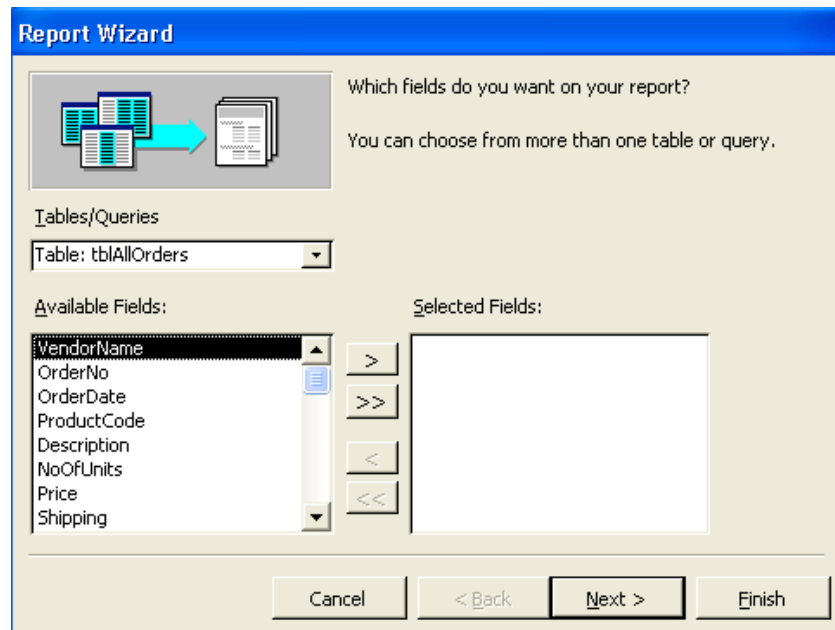 Report Wizard
Which fields do you want on your report?
You can choose from more than one table or query.
Tables/Queries
Table: tblAllOrders
Available Fields:
Selected Fields:
VendorName
OrderNo
OrderDate
ProductCode
Description
NoOfUnits
Price
Shipping
>
>>
<
<<
Cancel
< Back
Next >
Finish